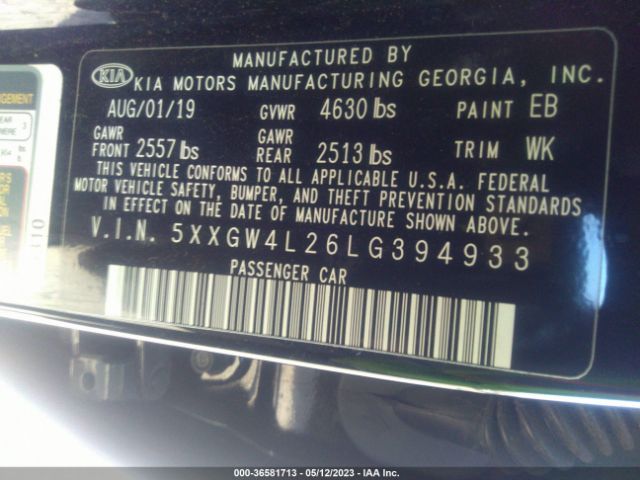 MANUFACTURED BY
KIA KIA MOTORS MANUFACTURING GEORGIA, INC.
AUG/01/19 GVWR 4630 lbs PAINT EB
GAWR FRONT 2557 lbs GAWR REAR 2513 lbs TRIM WK
THIS VEHICLE CONFORMS TO ALL APPLICABLE U.S.A. FEDERAL
MOTOR VEHICLE SAFETY, BUMPER, AND THEFT PREVENTION STANDARDS
IN EFFECT ON THE DATE OF MANUFACTURE SHOWN ABOVE.
V.I.N. 5XXGW4L26LG394933
PASSENGER CAR
000-36581713 - 05/12/2023 - IAA Inc.